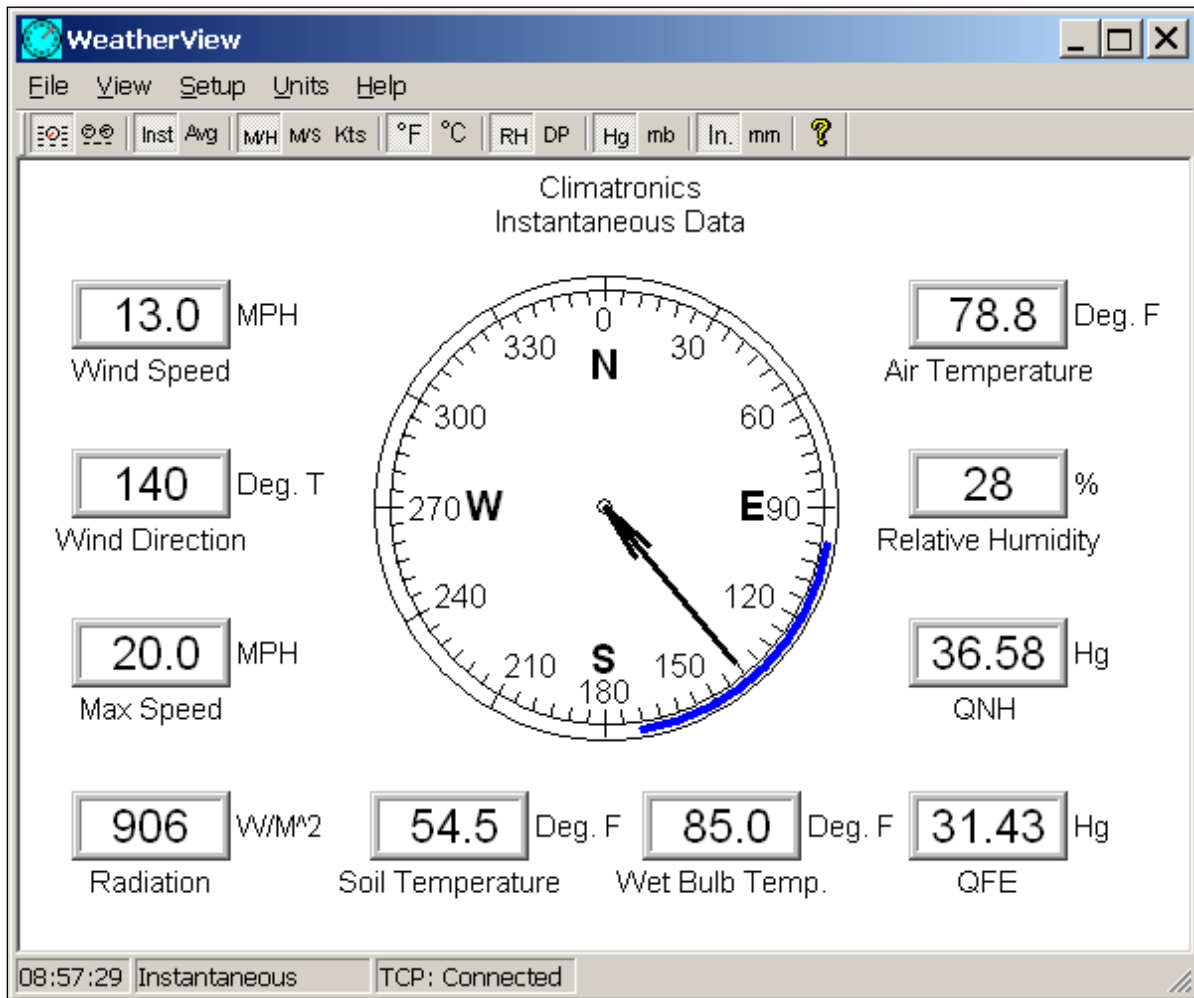 WeatherView
File View Setup Units Help
Inst Avg M/H M/S Kts °F °C RH DP Hg mb In. mm ?
Climatronics
Instantaneous Data
13.0 MPH
Wind Speed
140 Deg. T
Wind Direction
20.0 MPH
Max Speed
0
330 30
N
300 60
270 W E 90
240 120
S
210 150
180
78.8 Deg. F
Air Temperature
28 %
Relative Humidity
36.58 Hg
QNH
906 W/M^2
Radiation
54.5 Deg. F
Soil Temperature
85.0 Deg. F
Wet Bulb Temp.
31.43 Hg
QFE
08:57:29 Instantaneous TCP: Connected